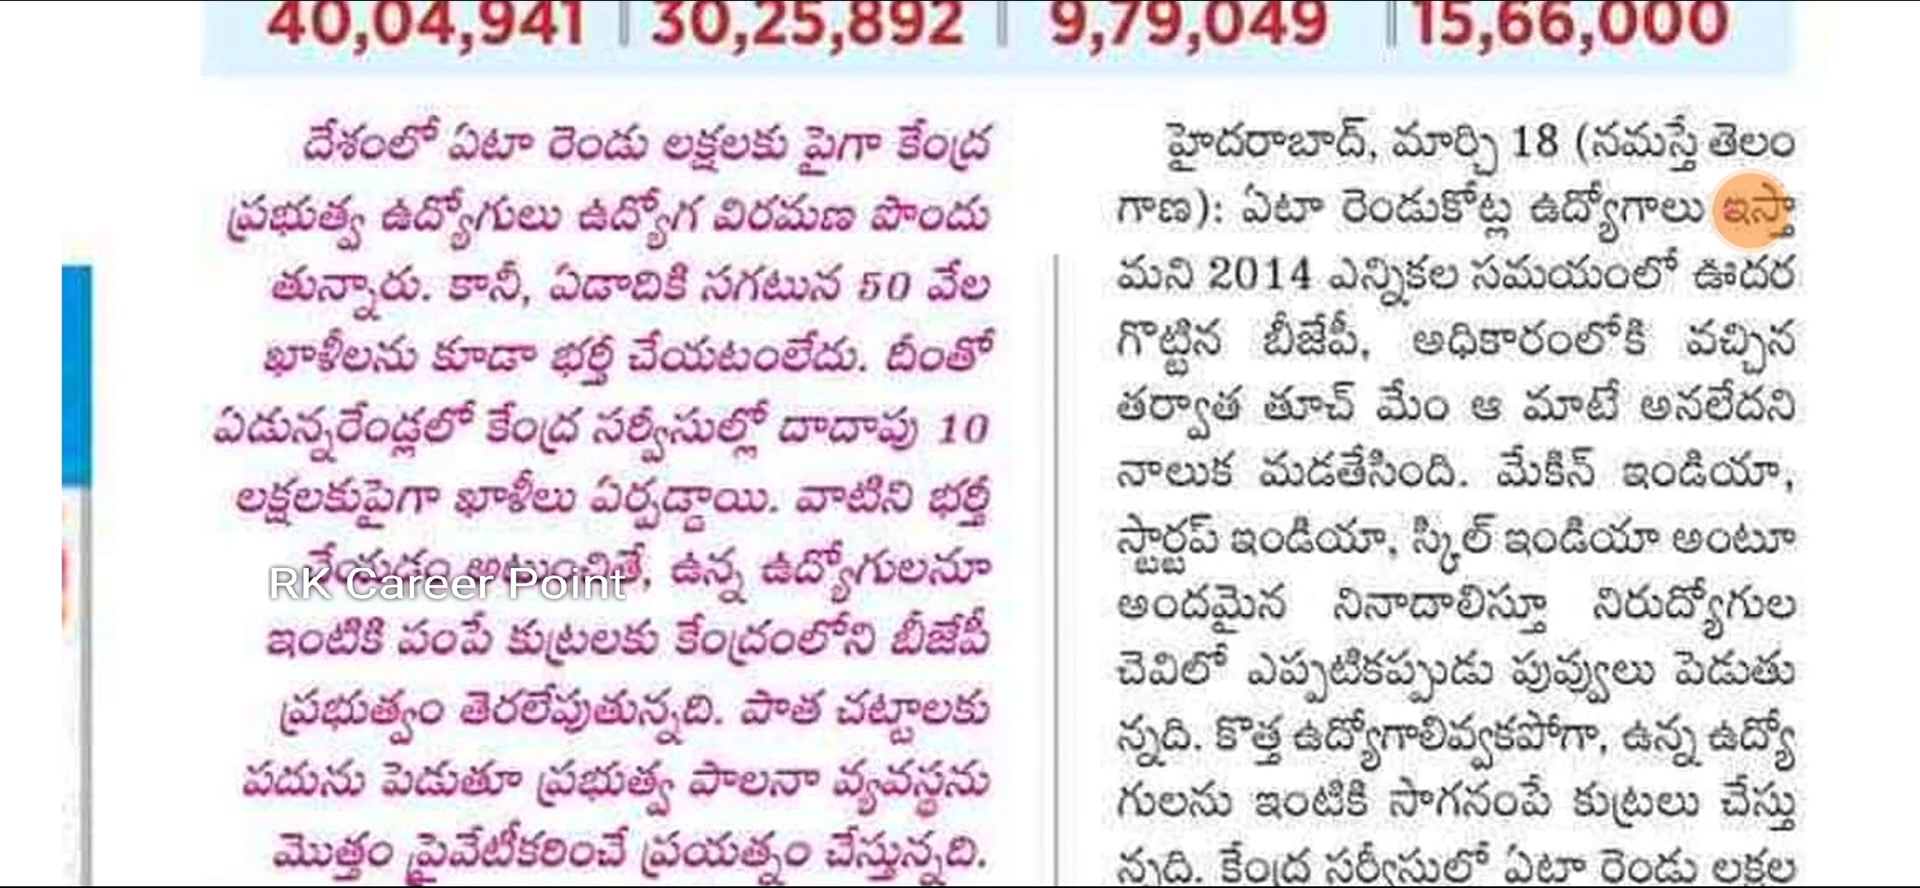 40,04,941 30,25,892 9,79,049 15,66,000
దేశంలో ఏటా రెండు లక్షలకు పైగా కేంద్ర
ప్రభుత్వ ఉద్యోగులు ఉద్యోగ విరమణ పొందు
తున్నారు. కానీ, ఏడాదికి సగటున 50 వేల
ఖాళీలను కూడా భర్తీ చేయటంలేదు. దీంతో
ఏడున్నరేండ్లలో కేంద్ర సర్వీసుల్లో దాదాపు 10
లక్షలకుపైగా ఖాళీలు ఏర్పడ్డాయి. వాటిని భర్తీ
చేయడం అటుంచితే, ఉన్న ఉద్యోగులనూ
RK Career Point
ఇంటికి పంపే కుట్రలకు కేంద్రంలోని బీజేపీ
ప్రభుత్వం తెరలేపుతున్నది. పాత చట్టాలకు
పదును పెడుతూ ప్రభుత్వ పాలనా వ్యవస్థను
మొత్తం ప్రైవేటీకరించే ప్రయత్నం చేస్తున్నది.
హైదరాబాద్, మార్చి 18 (నమస్తే తెలం
గాణ): ఏటా రెండుకోట్ల ఉద్యోగాలు ఇస్తా
మని 2014 ఎన్నికల సమయంలో ఊదర
గొట్టిన బీజేపీ, అధికారంలోకి వచ్చిన
తర్వాత తూచ్ మేం ఆ మాటే అనలేదని
నాలుక మడతేసింది. మేకిన్ ఇండియా,
స్టార్టప్ ఇండియా, స్కిల్ ఇండియా అంటూ
అందమైన నినాదాలిస్తూ నిరుద్యోగుల
చెవిలో ఎప్పటికప్పుడు పువ్వులు పెడుతు
న్నది. కొత్త ఉద్యోగాలివ్వకపోగా, ఉన్న ఉద్యో
గులను ఇంటికి సాగనంపే కుట్రలు చేస్తు
న్నది. కేంద్ర సర్వీసులో ఏటా రెండు లక్షల